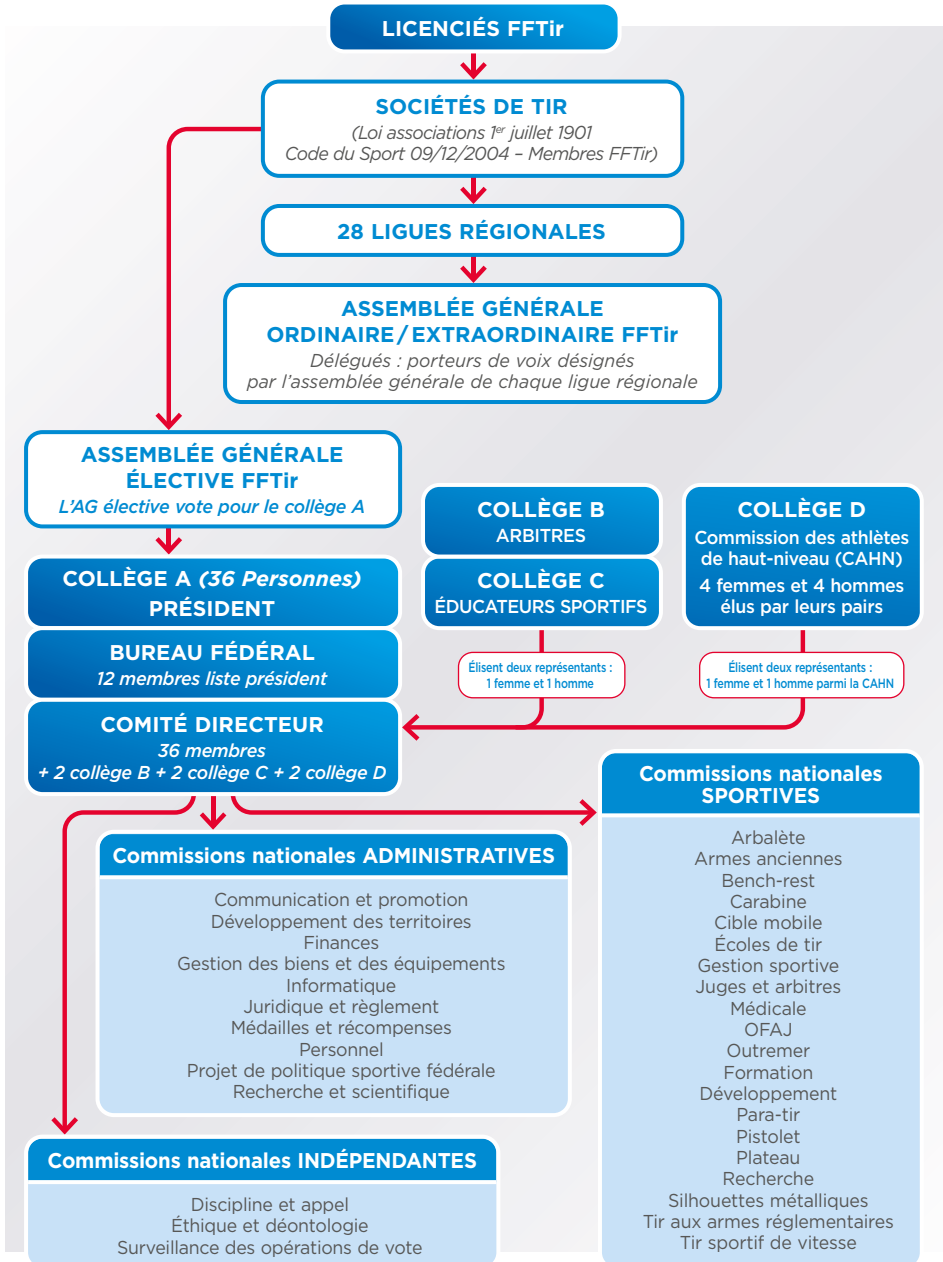 LICENCIÉS FFTir
SOCIÉTÉS DE TIR
(Loi associations 1er juillet 1901
Code du Sport 09/12/2004 – Membres FFTir)
28 LIGUES RÉGIONALES
ASSEMBLÉE GÉNÉRALE
ORDINAIRE / EXTRAORDINAIRE FFTir
Délégués : porteurs de voix désignés
par l’assemblée générale de chaque ligue régionale
ASSEMBLÉE GÉNÉRALE
ÉLECTIVE FFTir
L’AG élective vote pour le collège A
COLLÈGE A (36 Personnes)
PRÉSIDENT
BUREAU FÉDÉRAL
12 membres liste président
COMITÉ DIRECTEUR
36 membres
+ 2 collège B + 2 collège C + 2 collège D
COLLÈGE B
ARBITRES
COLLÈGE C
ÉDUCATEURS SPORTIFS
Élisent deux représentants :
1 femme et 1 homme
COLLÈGE D
Commission des athlètes
de haut-niveau (CAHN)
4 femmes et 4 hommes
élus par leurs pairs
Élisent deux représentants :
1 femme et 1 homme parmi la CAHN
Commissions nationales ADMINISTRATIVES
Communication et promotion
Développement des territoires
Finances
Gestion des biens et des équipements
Informatique
Juridique et règlement
Médailles et récompenses
Personnel
Projet de politique sportive fédérale
Recherche et scientifique
Commissions nationales INDÉPENDANTES
Discipline et appel
Éthique et déontologie
Surveillance des opérations de vote
Commissions nationales
SPORTIVES
Arbalète
Armes anciennes
Bench-rest
Carabine
Cible mobile
Écoles de tir
Gestion sportive
Juges et arbitres
Médicale
OFAJ
Outremer
Formation
Développement
Para-tir
Pistolet
Plateau
Recherche
Silhouettes métalliques
Tir aux armes réglementaires
Tir sportif de vitesse